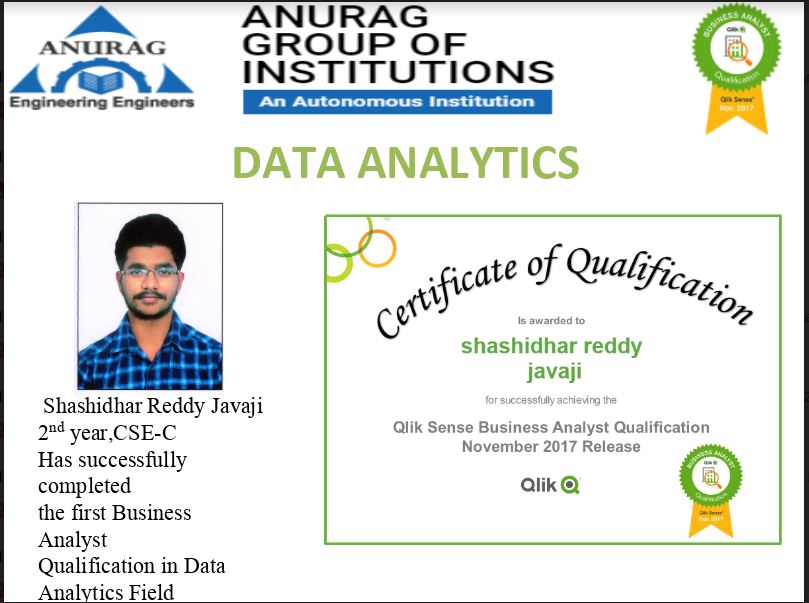 ANURAG
Engineering Engineers
ANURAG
GROUP OF
INSTITUTIONS
An Autonomous Institution
BUSINESS ANALYST
Qlik
Qualification
Qlik Sense®
Nov. 2017
DATA ANALYTICS
Shashidhar Reddy Javaji
2nd year,CSE-C
Has successfully
completed
the first Business
Analyst
Qualification in Data
Analytics Field
Certificate of Qualification
Is awarded to
shashidhar reddy
javaji
for successfully achieving the
Qlik Sense Business Analyst Qualification
November 2017 Release
Qlik
BUSINESS ANALYST
Qlik
Qualification
Qlik Sense®
Nov. 2017